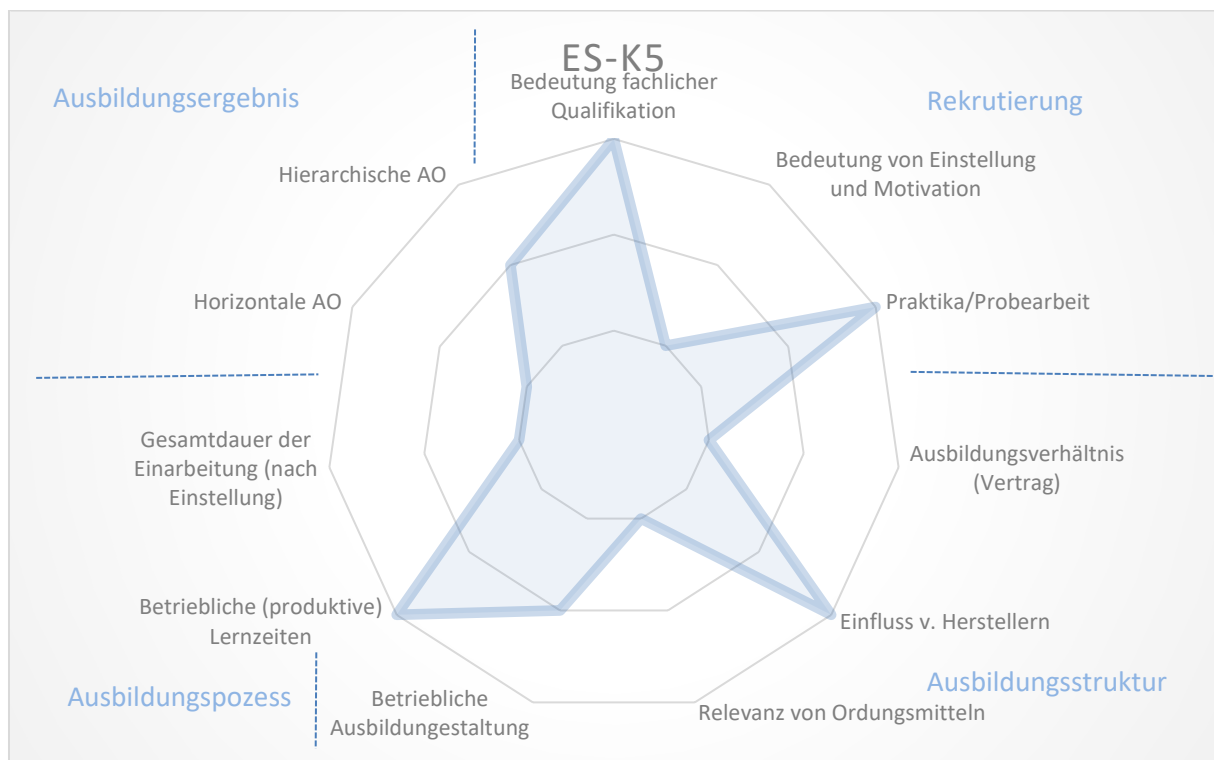 ES-K5
Ausbildungsergebnis
Rekrutierung
Bedeutung fachlicher
Qualifikation
Bedeutung von Einstellung
und Motivation
Praktika/Probearbeit
Ausbildungsverhältnis
(Vertrag)
Einfluss v. Herstellern
Ausbildungsstruktur
Relevanz von Ordungsmitteln
Betriebliche
Ausbildungestaltung
Ausbildungspozess
Betriebliche (produktive)
Lernzeiten
Gesamtdauer der
Einarbeitung (nach
Einstellung)
Horizontale AO
Hierarchische AO